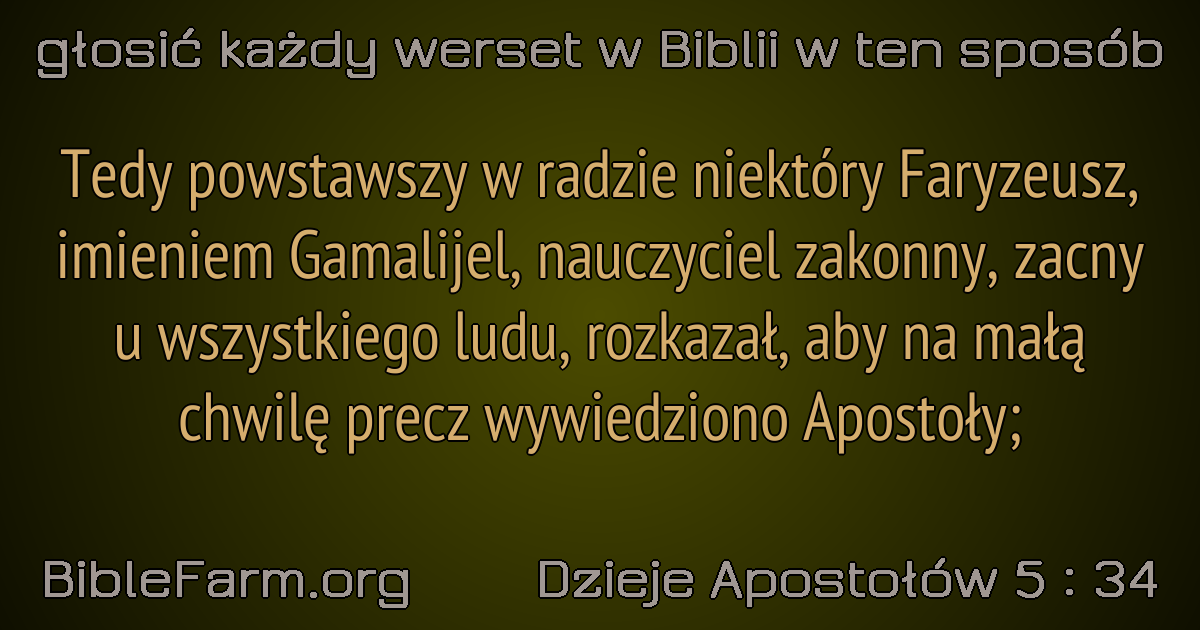 głosić każdy werset w Biblii w ten sposób
Tedy powstawszy w radzie niektóry Faryzeusz,
imieniem Gamalijel, nauczyciel zakonny, zacny
u wszystkiego ludu, rozkazał, aby na małą
chwilę precz wywiedziono Apostoły;
BibleFarm.org Dzieje Apostołów 5 : 34